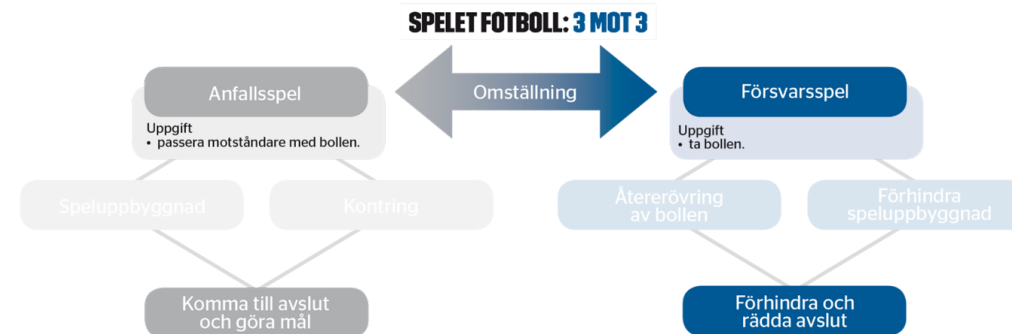 SPELET FOTBOLL: 3 MOT 3
Anfallsspel
Omställning
Försvarsspel
Uppgift
• passera motståndare med bollen.
Uppgift
• ta bollen.
Speluppbyggnad
Kontring
Återerövring
av bollen
Förhindra
speluppbyggnad
Komma till avslut
och göra mål
Förhindra och
rädda avslut